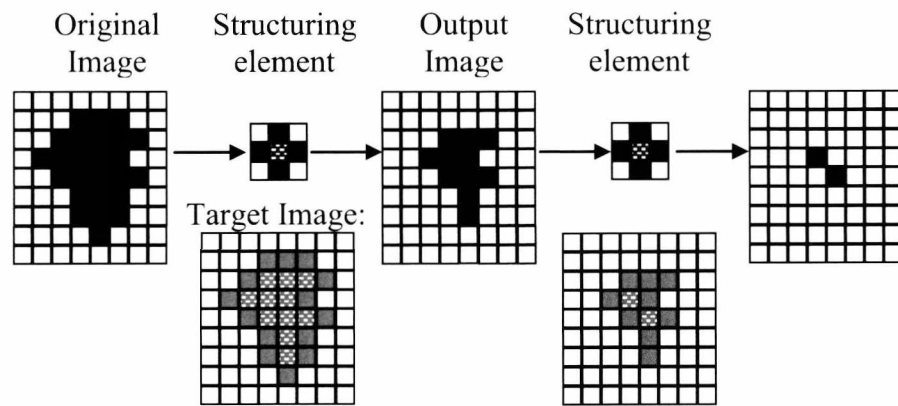 Original
Image
Structuring
element
Output
Image
Structuring
element
Target Image: